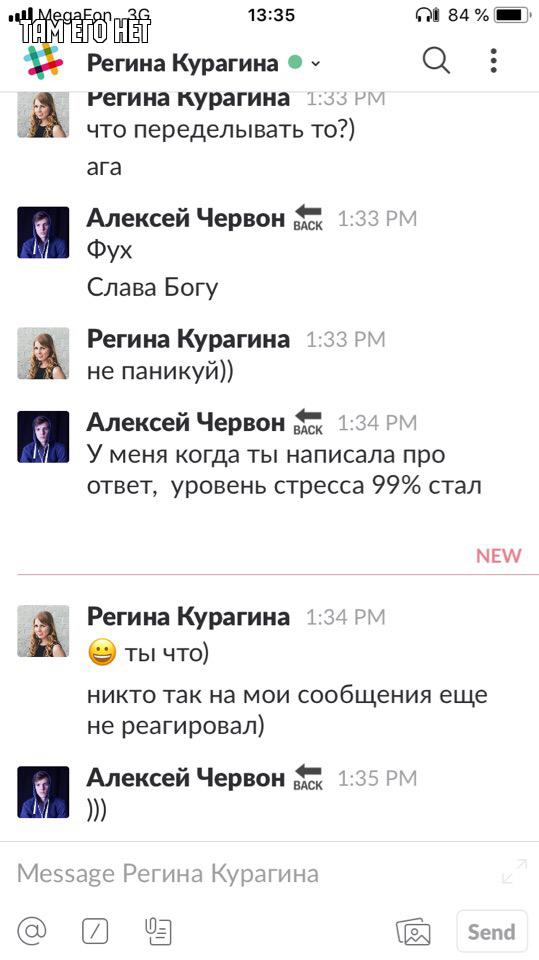 MegaFon 3G 13:35 84 %
ТАМ ЕГО НЕТ
Регина Курагина
Регина Курагина 1:33 PM
что переделывать то?)
ага
Алексей Червон BACK 1:33 PM
Фух
Слава Богу
Регина Курагина 1:33 PM
не паникуй))
Алексей Червон BACK 1:34 PM
У меня когда ты написала про
ответ, уровень стресса 99% стал
NEW
Регина Курагина 1:34 PM
😀 ты что)
никто так на мои сообщения еще
не реагировал)
Алексей Червон BACK 1:35 PM
)))
Message Регина Курагина
@ /
Send